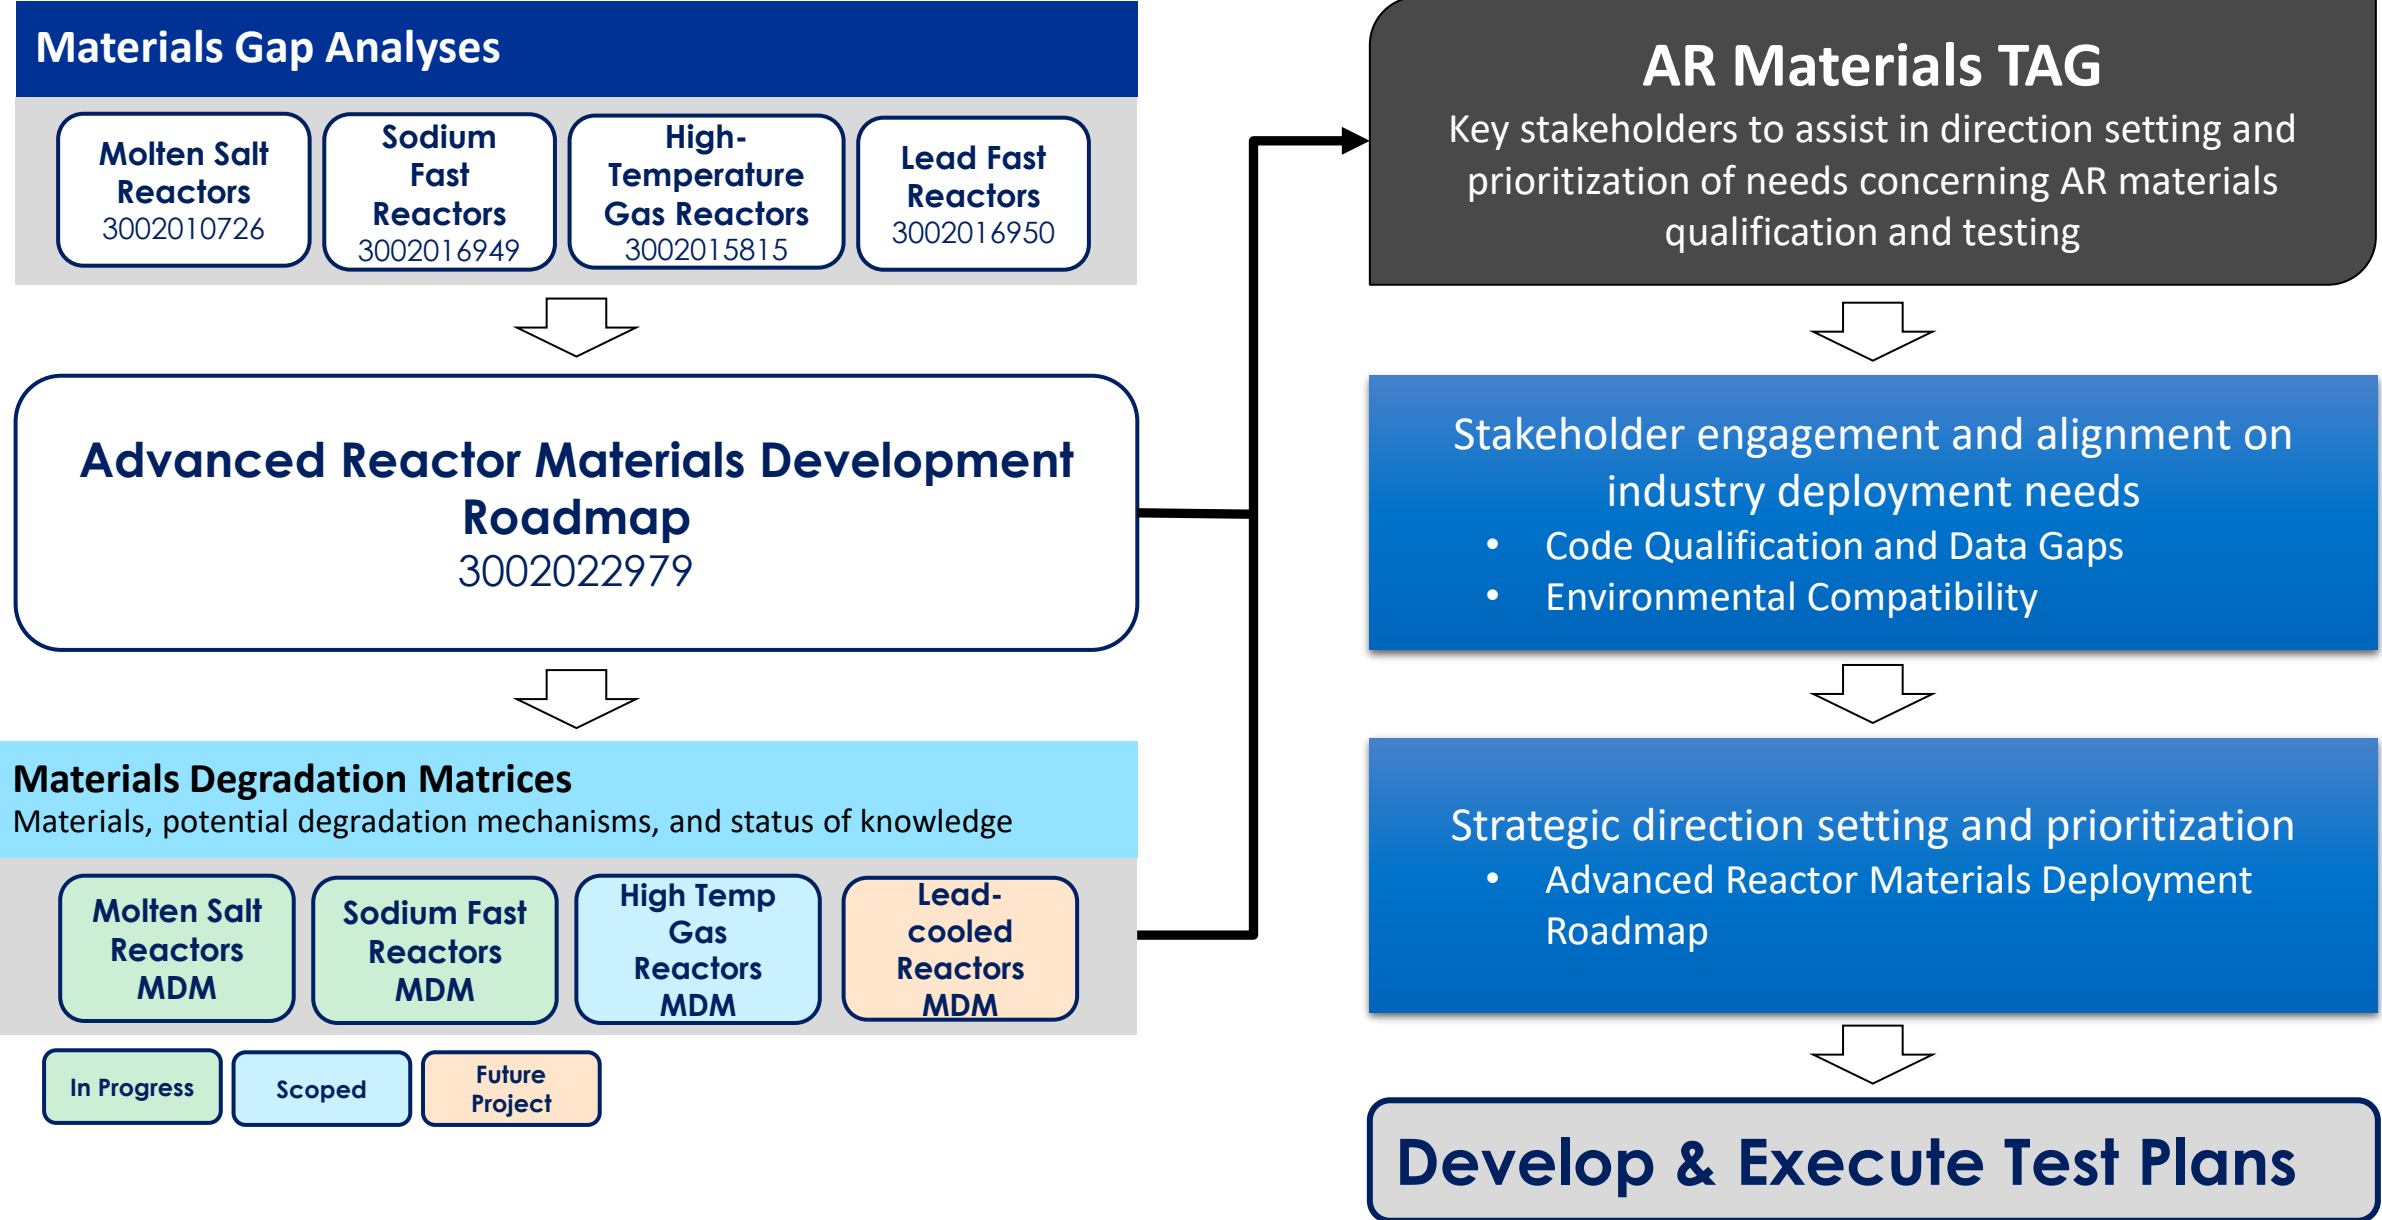 Materials Gap Analyses
Molten Salt
Reactors
3002010726
Sodium
Fast
Reactors
3002016949
High-
Temperature
Gas Reactors
3002015815
Lead Fast
Reactors
3002016950
Advanced Reactor Materials Development
Roadmap
3002022979
Materials Degradation Matrices
Materials, potential degradation mechanisms, and status of knowledge
Molten Salt
Reactors
MDM
Sodium Fast
Reactors
MDM
High Temp
Gas
Reactors
MDM
Lead-
cooled
Reactors
MDM
In Progress
Scoped
Future
Project
AR Materials TAG
Key stakeholders to assist in direction setting and
prioritization of needs concerning AR materials
qualification and testing
Stakeholder engagement and alignment on
industry deployment needs
• Code Qualification and Data Gaps
• Environmental Compatibility
Strategic direction setting and prioritization
• Advanced Reactor Materials Deployment
Roadmap
Develop & Execute Test Plans